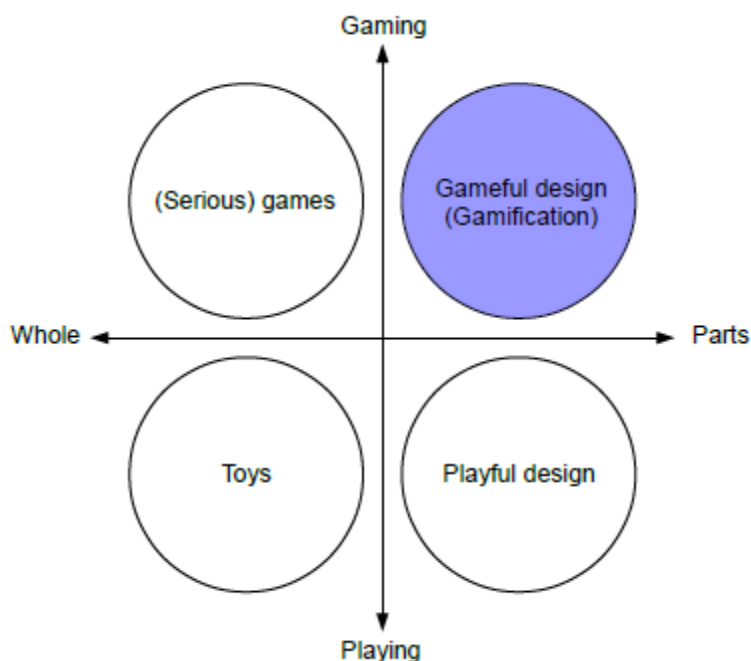 Gaming
(Serious) games
Gameful design
(Gamification)
Whole
Parts
Toys
Playful design
Playing